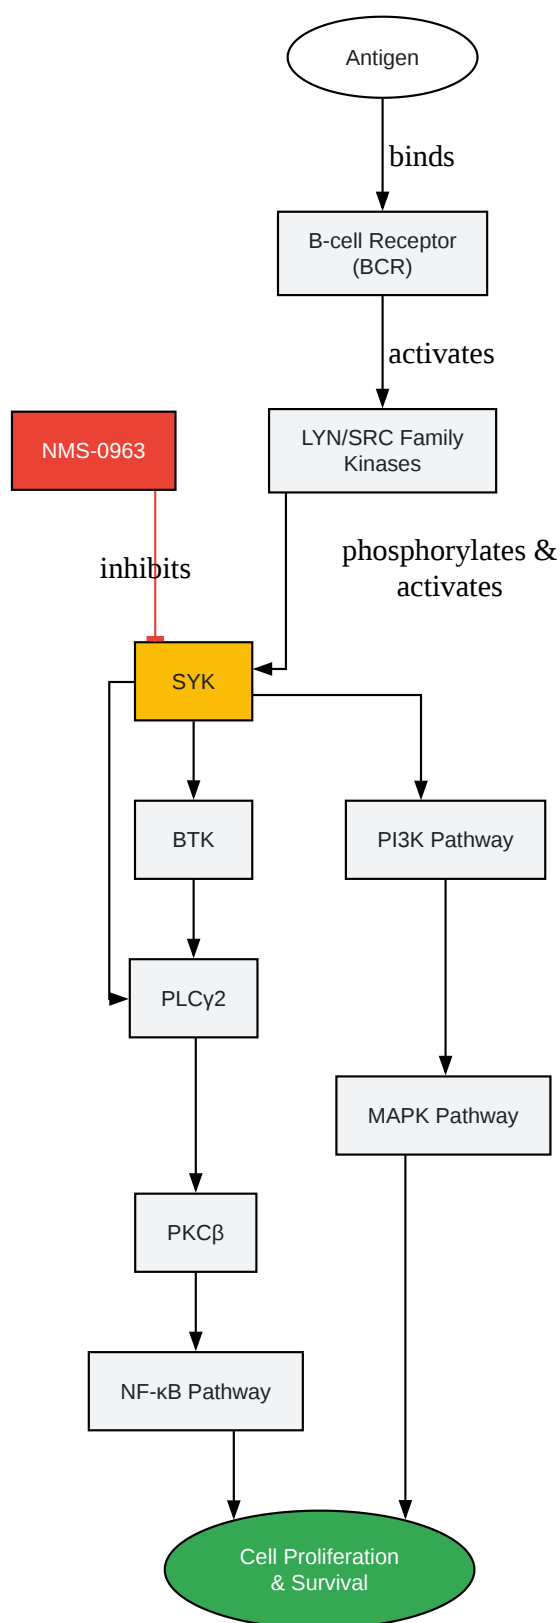 Antigen
binds
B-cell Receptor
(BCR)
activates
LYN/SRC Family
Kinases
NMS-0963
phosphorylates &
activates
inhibits
SYK
BTK
PI3K Pathway
PLCγ2
MAPK Pathway
PKCβ
NF-κB Pathway
Cell Proliferation
& Survival